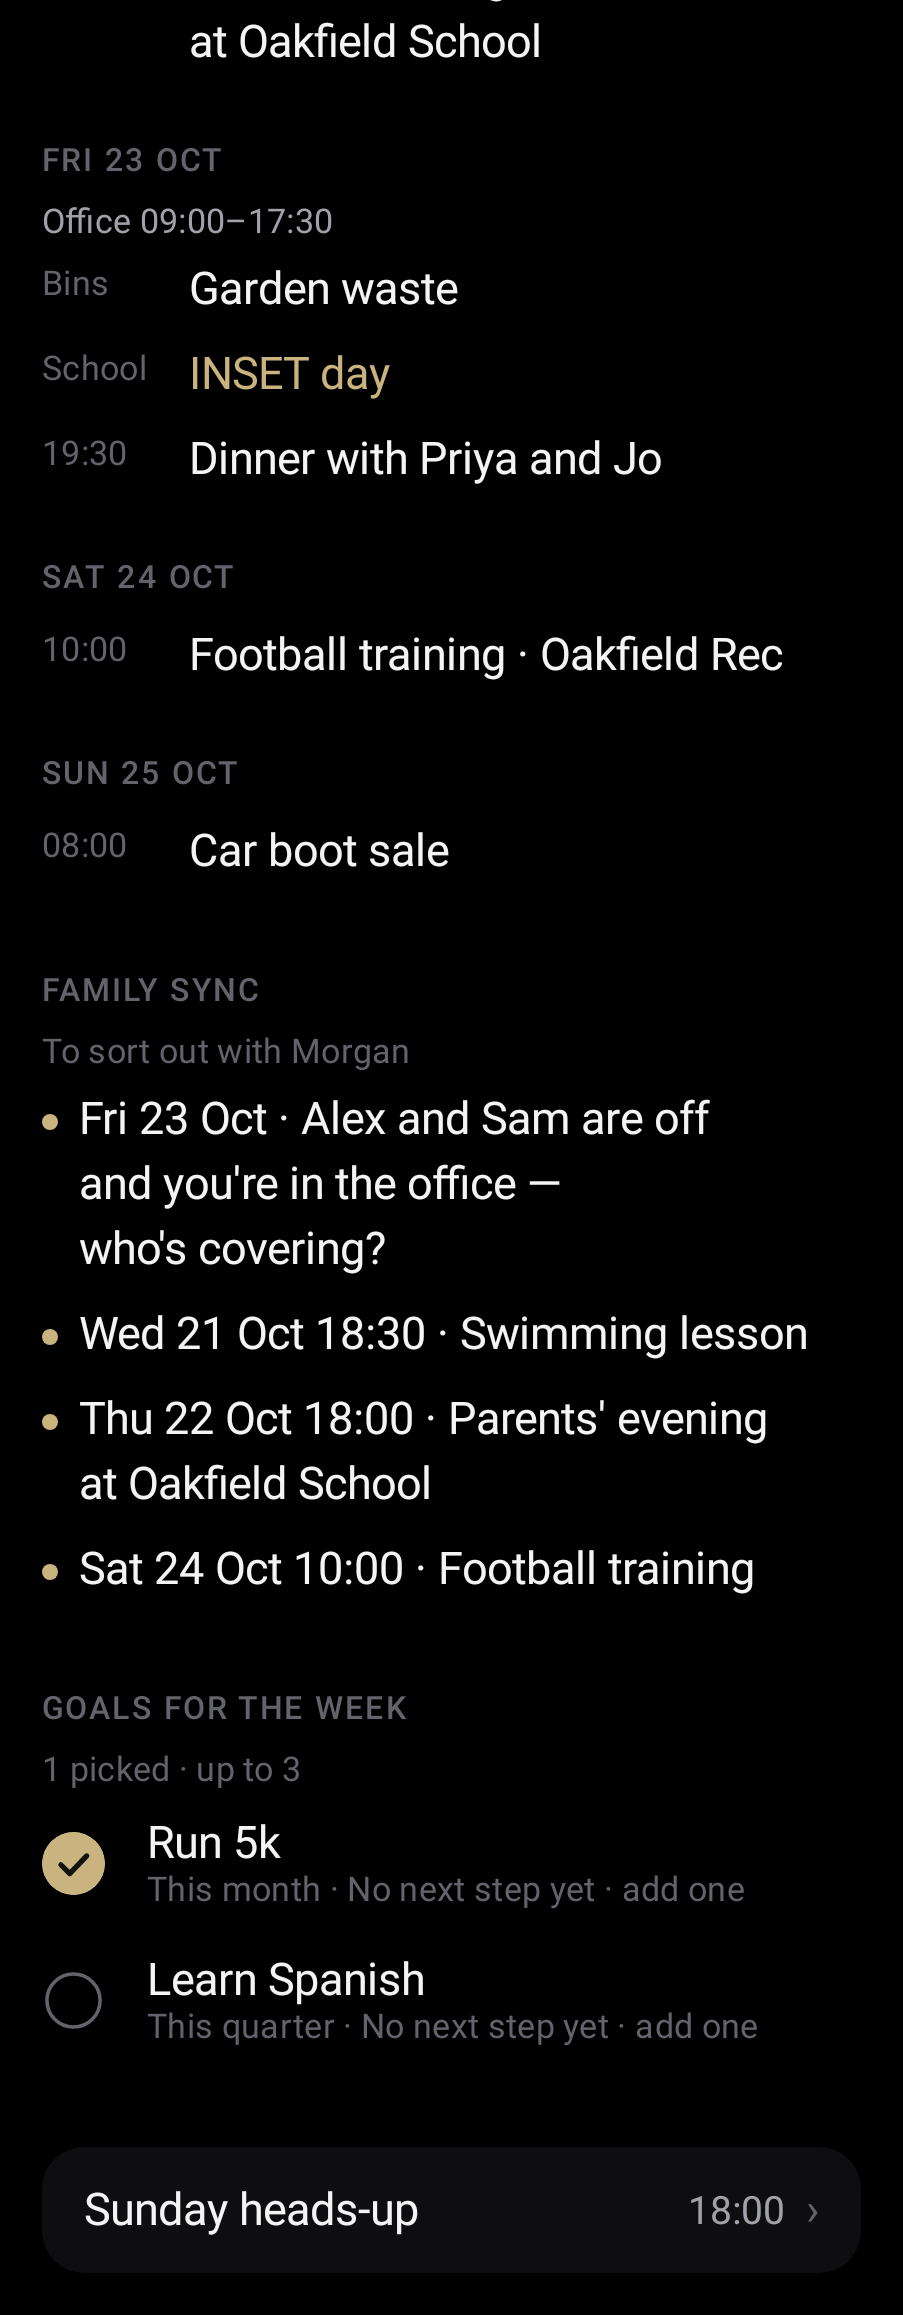 at Oakfield School
FRI 23 OCT
Office 09:00–17:30
Bins Garden waste
School INSET day
19:30 Dinner with Priya and Jo
SAT 24 OCT
10:00 Football training · Oakfield Rec
SUN 25 OCT
08:00 Car boot sale
FAMILY SYNC
To sort out with Morgan
Fri 23 Oct · Alex and Sam are off
and you're in the office —
who's covering?
Wed 21 Oct 18:30 · Swimming lesson
Thu 22 Oct 18:00 · Parents' evening
at Oakfield School
Sat 24 Oct 10:00 · Football training
GOALS FOR THE WEEK
1 picked · up to 3
Run 5k
This month · No next step yet · add one
Learn Spanish
This quarter · No next step yet · add one
Sunday heads-up 18:00 ›